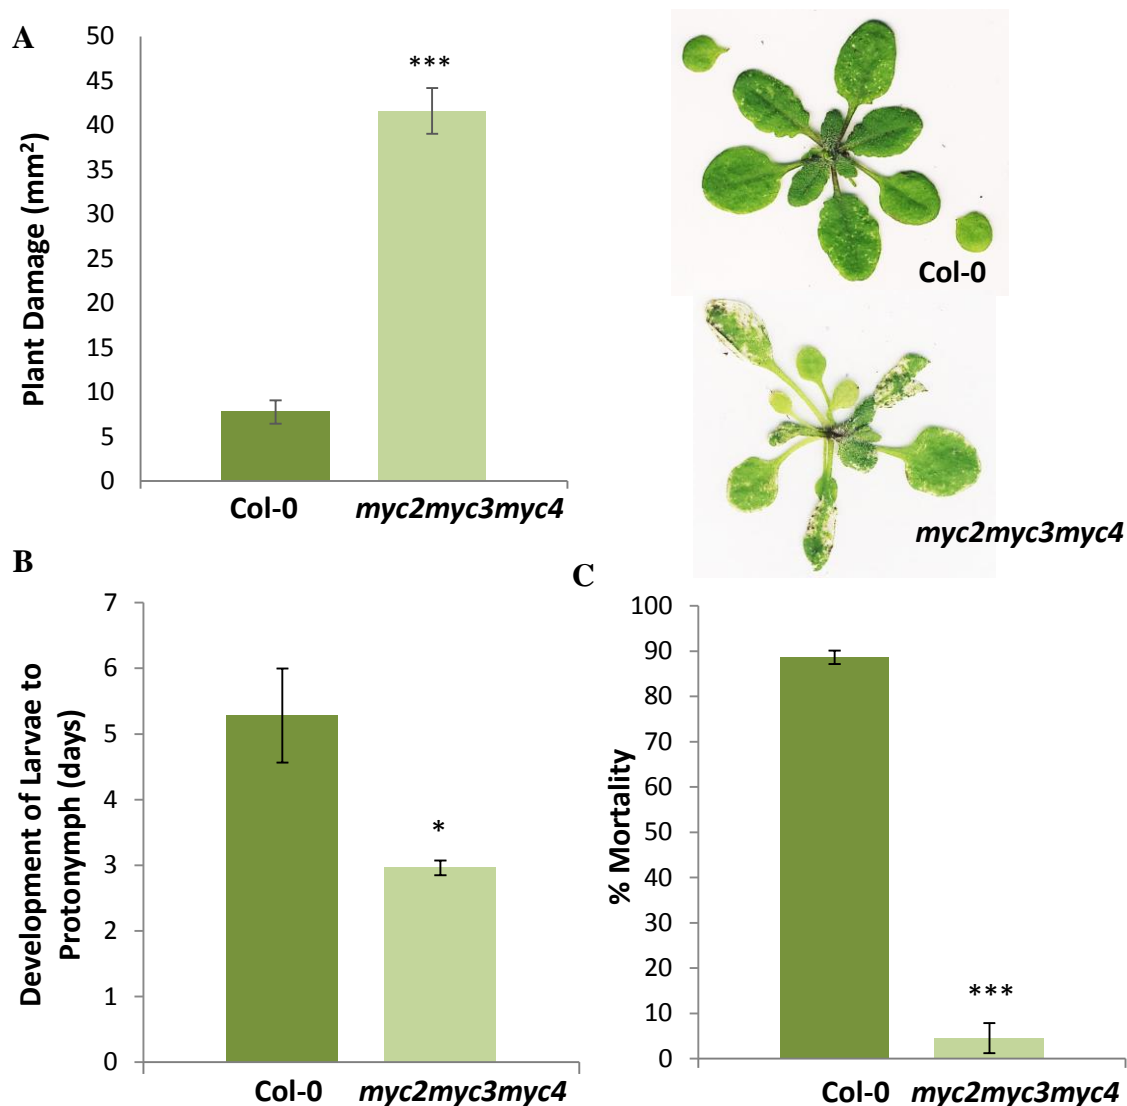 A
Plant Damage (mm²)
50
45
40
35
30
25
20
15
10
5
0
***
Col-0
myc2myc3myc4
Col-0
myc2myc3myc4
B
Development of Larvae to
Protonymph (days)
7
6
5
4
3
2
1
0
*
Col-0
myc2myc3myc4
C
% Mortality
100
90
80
70
60
50
40
30
20
10
0
***
Col-0
myc2myc3myc4